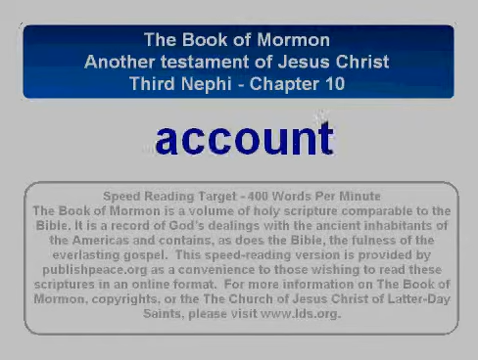 The Book of Mormon
Another testament of Jesus Christ
Third Nephi - Chapter 10
account
Speed Reading Target - 400 Words Per Minute
The Book of Mormon is a volume of holy scripture comparable to the
Bible. It is a record of God's dealings with the ancient inhabitants of
the Americas and contains, as does the Bible, the fulness of the
everlasting gospel. This speed-reading version is provided by
publishpeace.org as a convenience to those wishing to read these
scriptures in an online format. For more information on The Book of
Mormon, copyrights, or the The Church of Jesus Christ of Latter-Day
Saints, please visit www.lds.org.